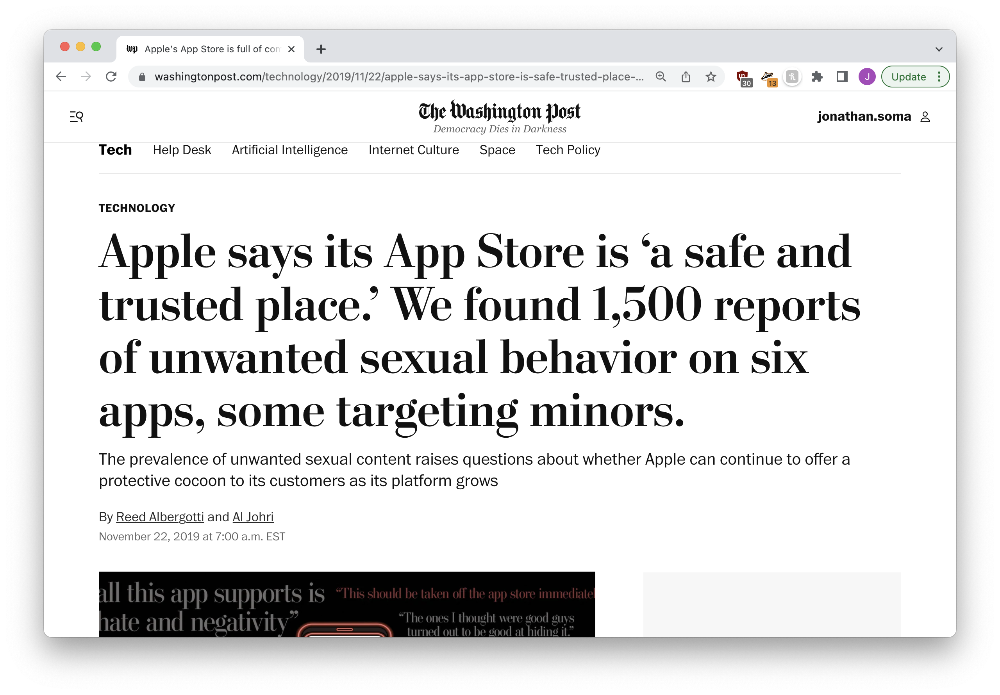 wp Apple's App Store is full of com
washingtonpost.com/technology/2019/11/22/apple-says-its-app-store-is-safe-trusted-place-...
30
13
h
J
Update
The Washington Post
Democracy Dies in Darkness
jonathan.soma
Tech Help Desk Artificial Intelligence Internet Culture Space Tech Policy
TECHNOLOGY
Apple says its App Store is ‘a safe and
trusted place.’ We found 1,500 reports
of unwanted sexual behavior on six
apps, some targeting minors.
The prevalence of unwanted sexual content raises questions about whether Apple can continue to offer a
protective cocoon to its customers as its platform grows
By Reed Albergotti and Al Johri
November 22, 2019 at 7:00 a.m. EST
all this app supports is
hate and negativity”
“This should be taken off the app store immediatel
“The ones I thought were good guys
turned out to be good at hiding it.”